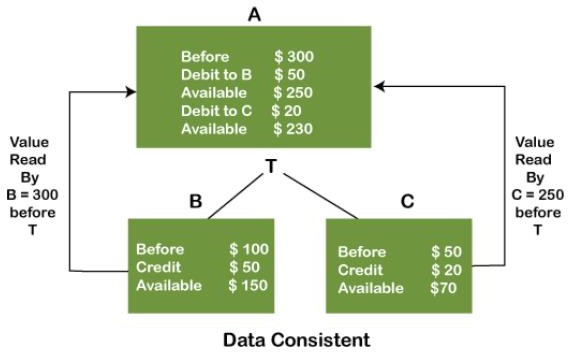 A
Before $ 300
Debit to B $ 50
Available $ 250
Debit to C $ 20
Available $ 230
Value
Read
By
B = 300
before
T
Value
Read
By
C = 250
before
T
T
B
Before $ 100
Credit $ 50
Available $ 150
C
Before $ 50
Credit $ 20
Available $70
Data Consistent